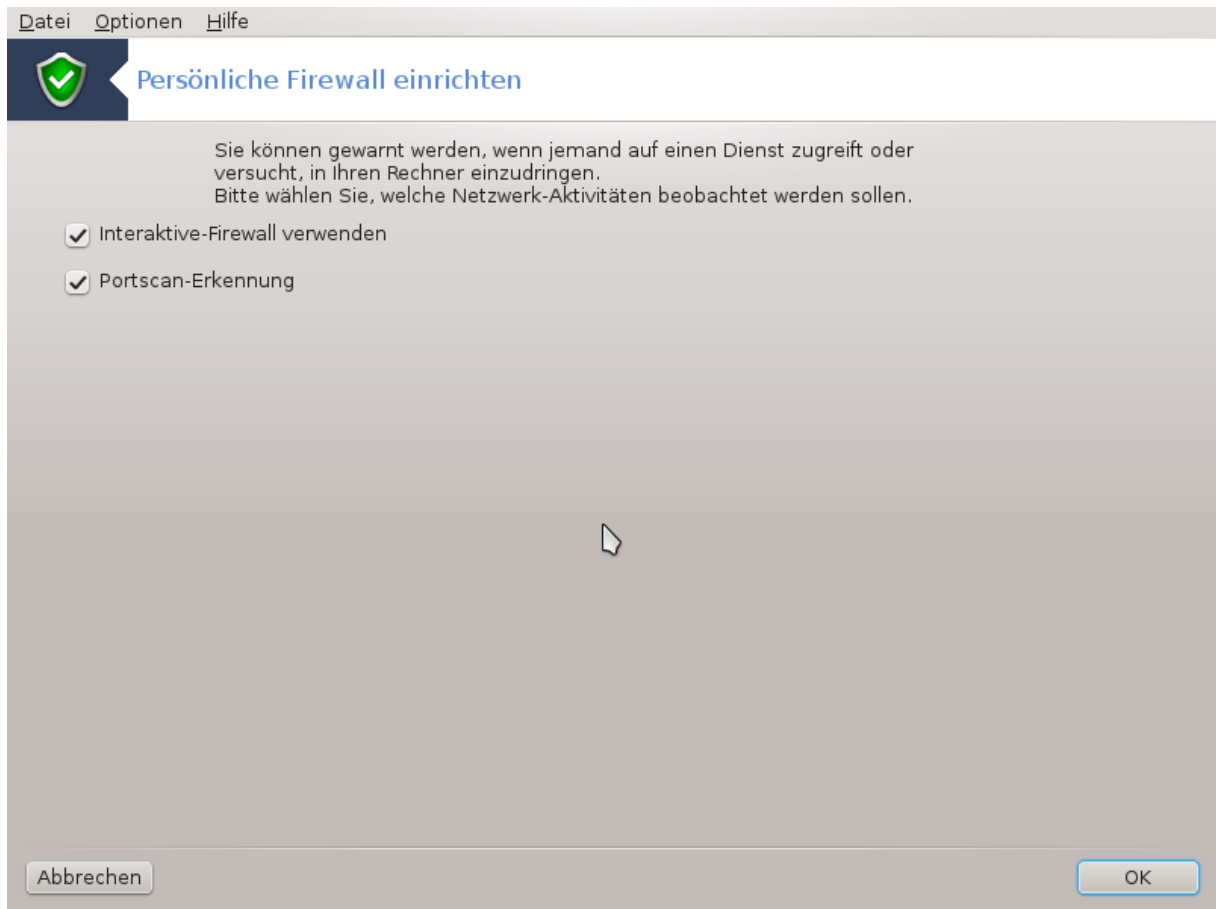 Datei Optionen Hilfe
Persönliche Firewall einrichten
Sie können gewarnt werden, wenn jemand auf einen Dienst zugreift oder
versucht, in Ihren Rechner einzudringen.
Bitte wählen Sie, welche Netzwerk-Aktivitäten beobachtet werden sollen.
Interaktive-Firewall verwenden
Portscan-Erkennung
Abbrechen OK